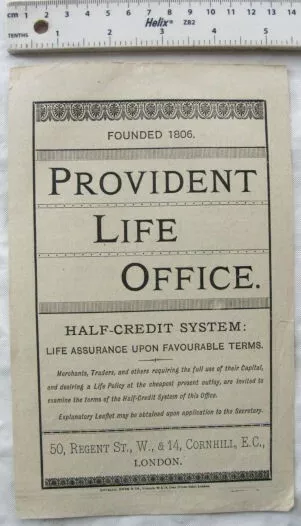 cm 1 2 3 4 5 6 7 8 9 10 11 12 13 14
Helix® ZB2
TENTHS 1 2 3 4 5
FOUNDED 1806.
PROVIDENT
LIFE
OFFICE.
HALF-CREDIT SYSTEM:
LIFE ASSURANCE UPON FAVOURABLE TERMS.
Merchants, Traders, and others requiring the full use of their Capital,
and desiring a Life Policy at the cheapest present outlay, are invited to
examine the terms of the Half-Credit System of this Office.
Explanatory Leaflet may be obtained upon application to the Secretary.
50, REGENT ST., W., & 14, CORNHILL, E.C.,
LONDON.